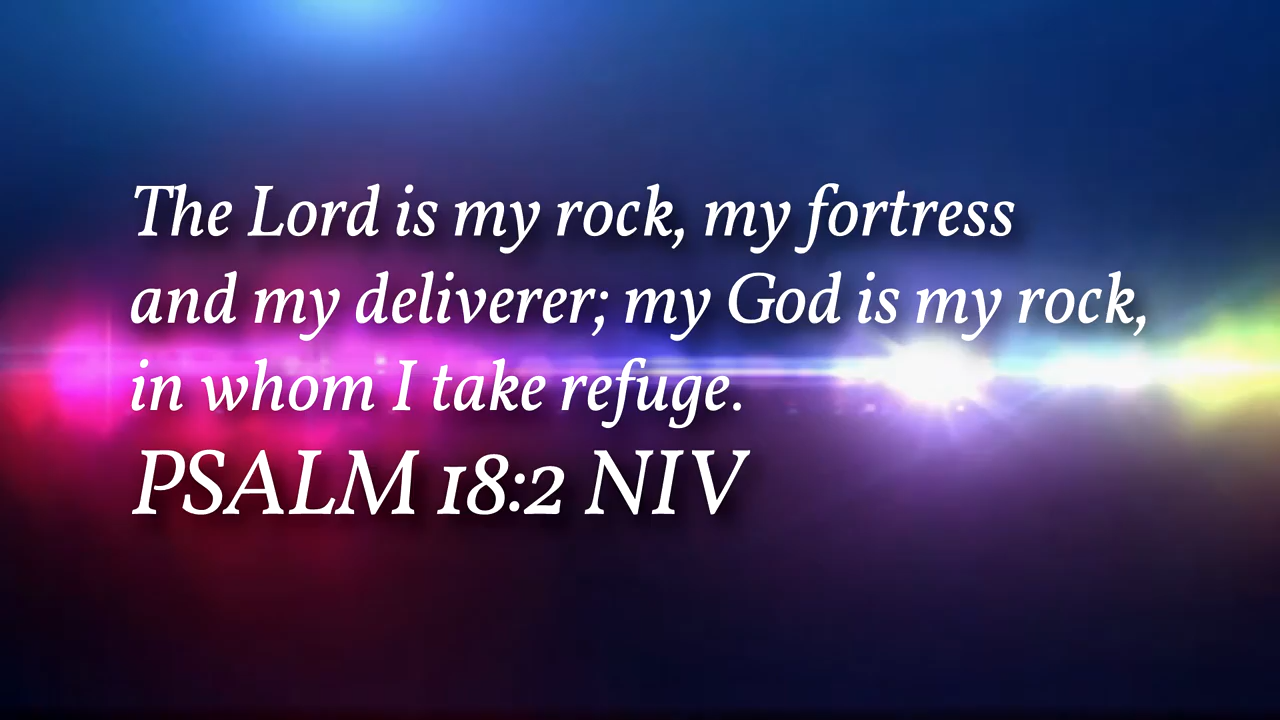 The Lord is my rock, my fortress
and my deliverer; my God is my rock,
in whom I take refuge.
PSALM 18:2 NIV